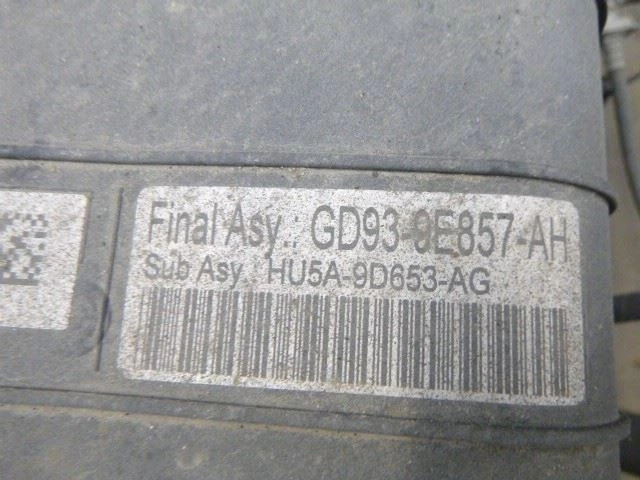 Final Asy.: GD93-9E857-AH
Sub Asy : HU5A-9D653-AG